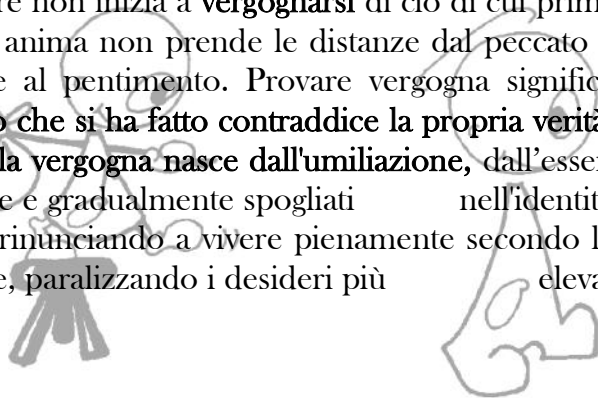 re non inizia a vergognarsi di ciò di cui prim
anima non prende le distanze dal peccato
e al pentimento. Provare vergogna signific
o che si ha fatto contraddice la propria verità
la vergogna nasce dall'umiliazione, dall’esser
e e gradualmente spogliati nell'identit
rinunciando a vivere pienamente secondo l
e, paralizzando i desideri più eleva